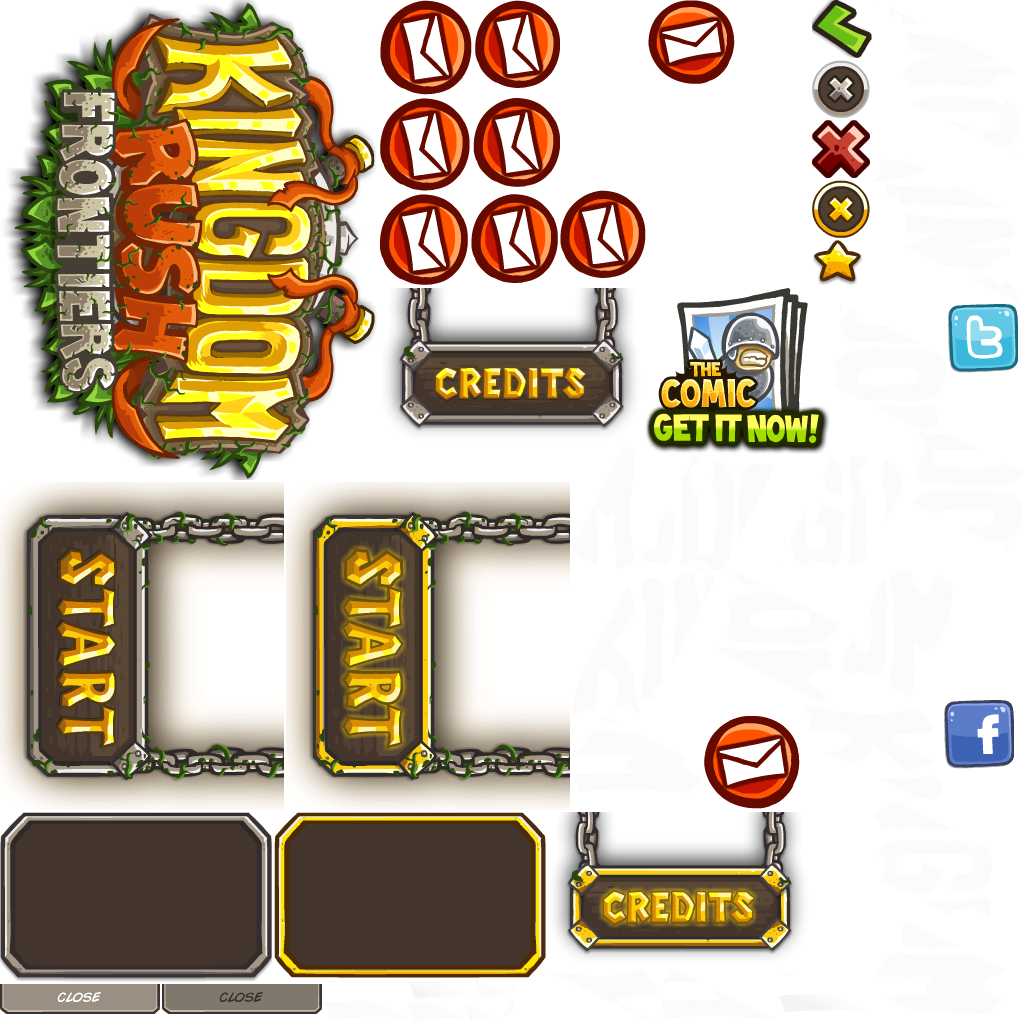 KINGDOM
RUSH
FRONTIERS
CREDITS
THE
COMIC
GET IT NOW!
START
START
f
CREDITS
CLOSE
CLOSE